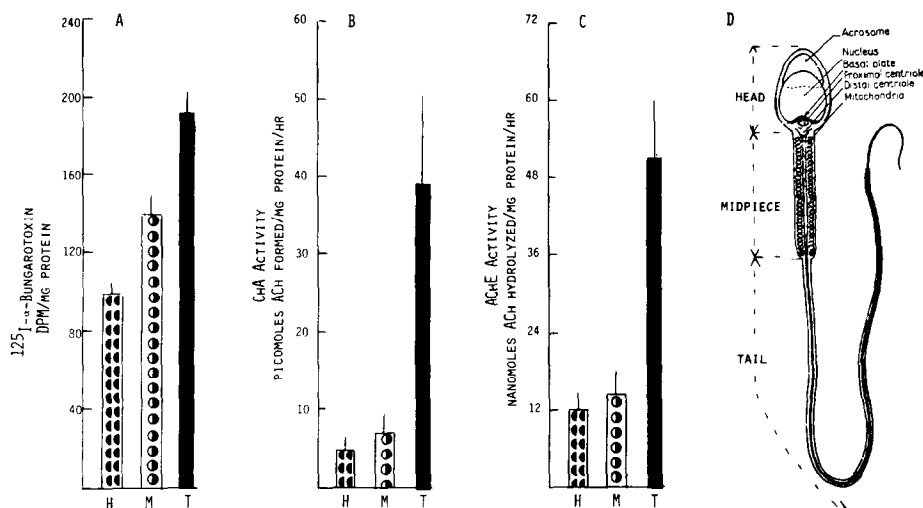 A
240
200
160
120
80
40
125I-α-BUNGAROTOXIN
DPM/MG PROTEIN
H M T
B
60
50
40
30
20
10
CHA ACTIVITY
PICOMOLES ACH FORMED/MG PROTEIN/HR
H M T
C
72
60
48
36
24
12
ACHE ACTIVITY
NANOMOLES ACH HYDROLYZED/MG PROTEIN/HR
H M T
D
Acrosome
Nucleus
Basal plate
Proximal centriole
Distal centriole
Mitochondria
HEAD
MIDPIECE
TAIL